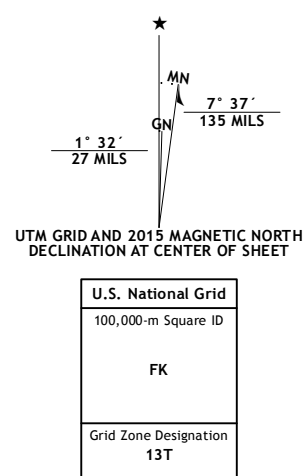 ★
MN
7° 37´
135 MILS
GN
1° 32´
27 MILS
UTM GRID AND 2015 MAGNETIC NORTH
DECLINATION AT CENTER OF SHEET
U.S. National Grid
100,000-m Square ID
FK
Grid Zone Designation
13T